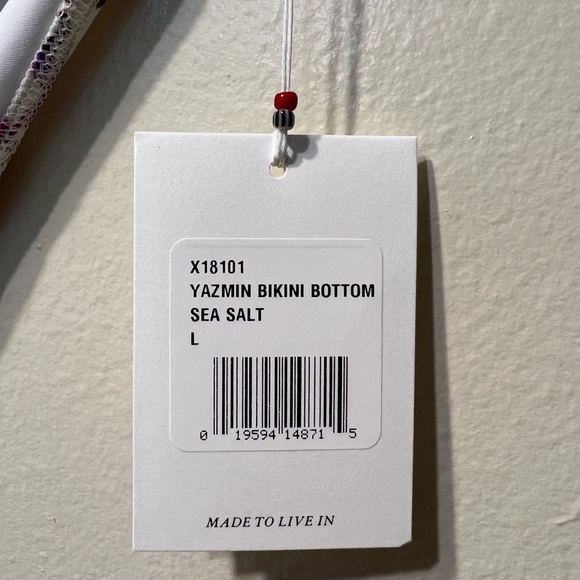 X18101
YAZMIN BIKINI BOTTOM
SEA SALT
L
0 19594 14871 5
MADE TO LIVE IN